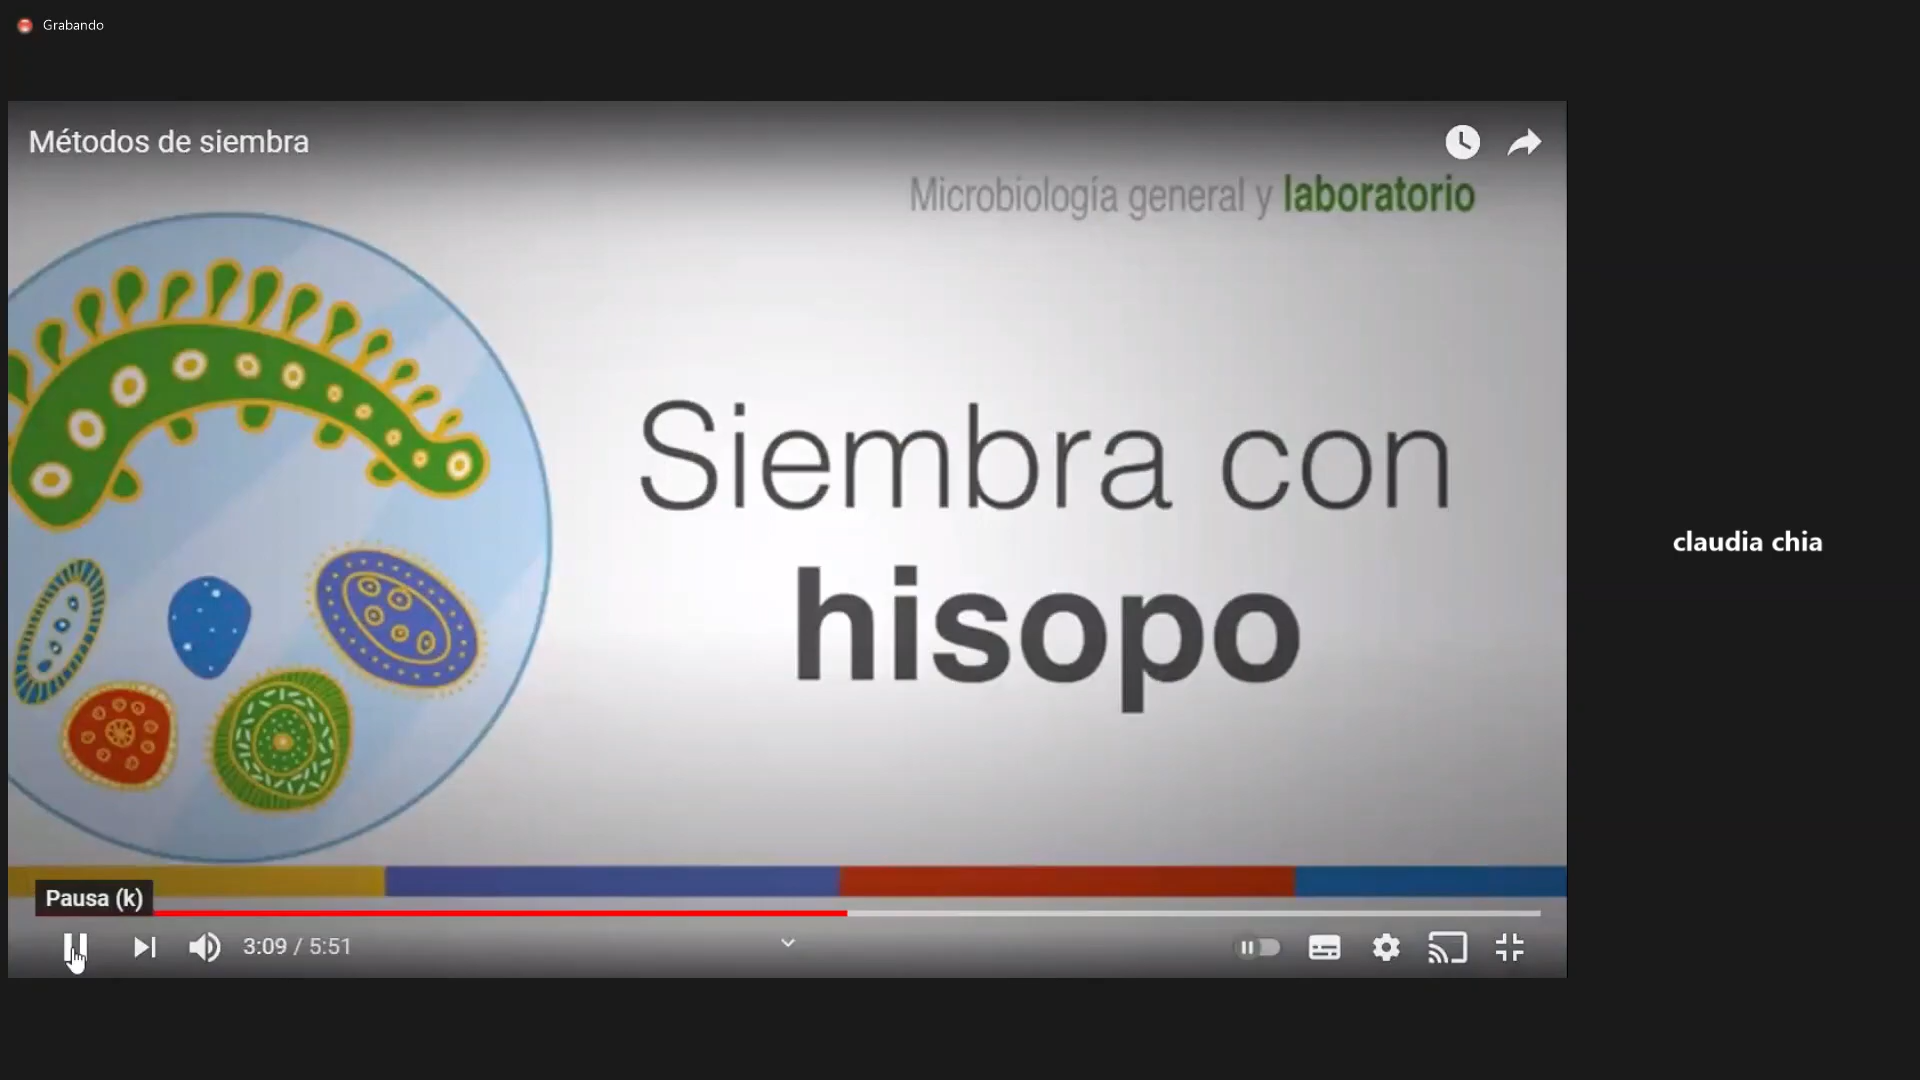 Grabando
Métodos de siembra
Microbiología general y laboratorio
Siembra con
hisopo
claudia chia
Pausa (k)
3:09 / 5:51